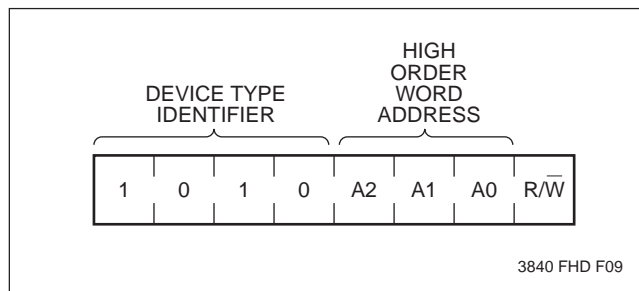 HIGH
ORDER
WORD
ADDRESS
DEVICE TYPE
IDENTIFIER
1 0 1 0 A2 A1 A0 R/W̅
3840 FHD F09